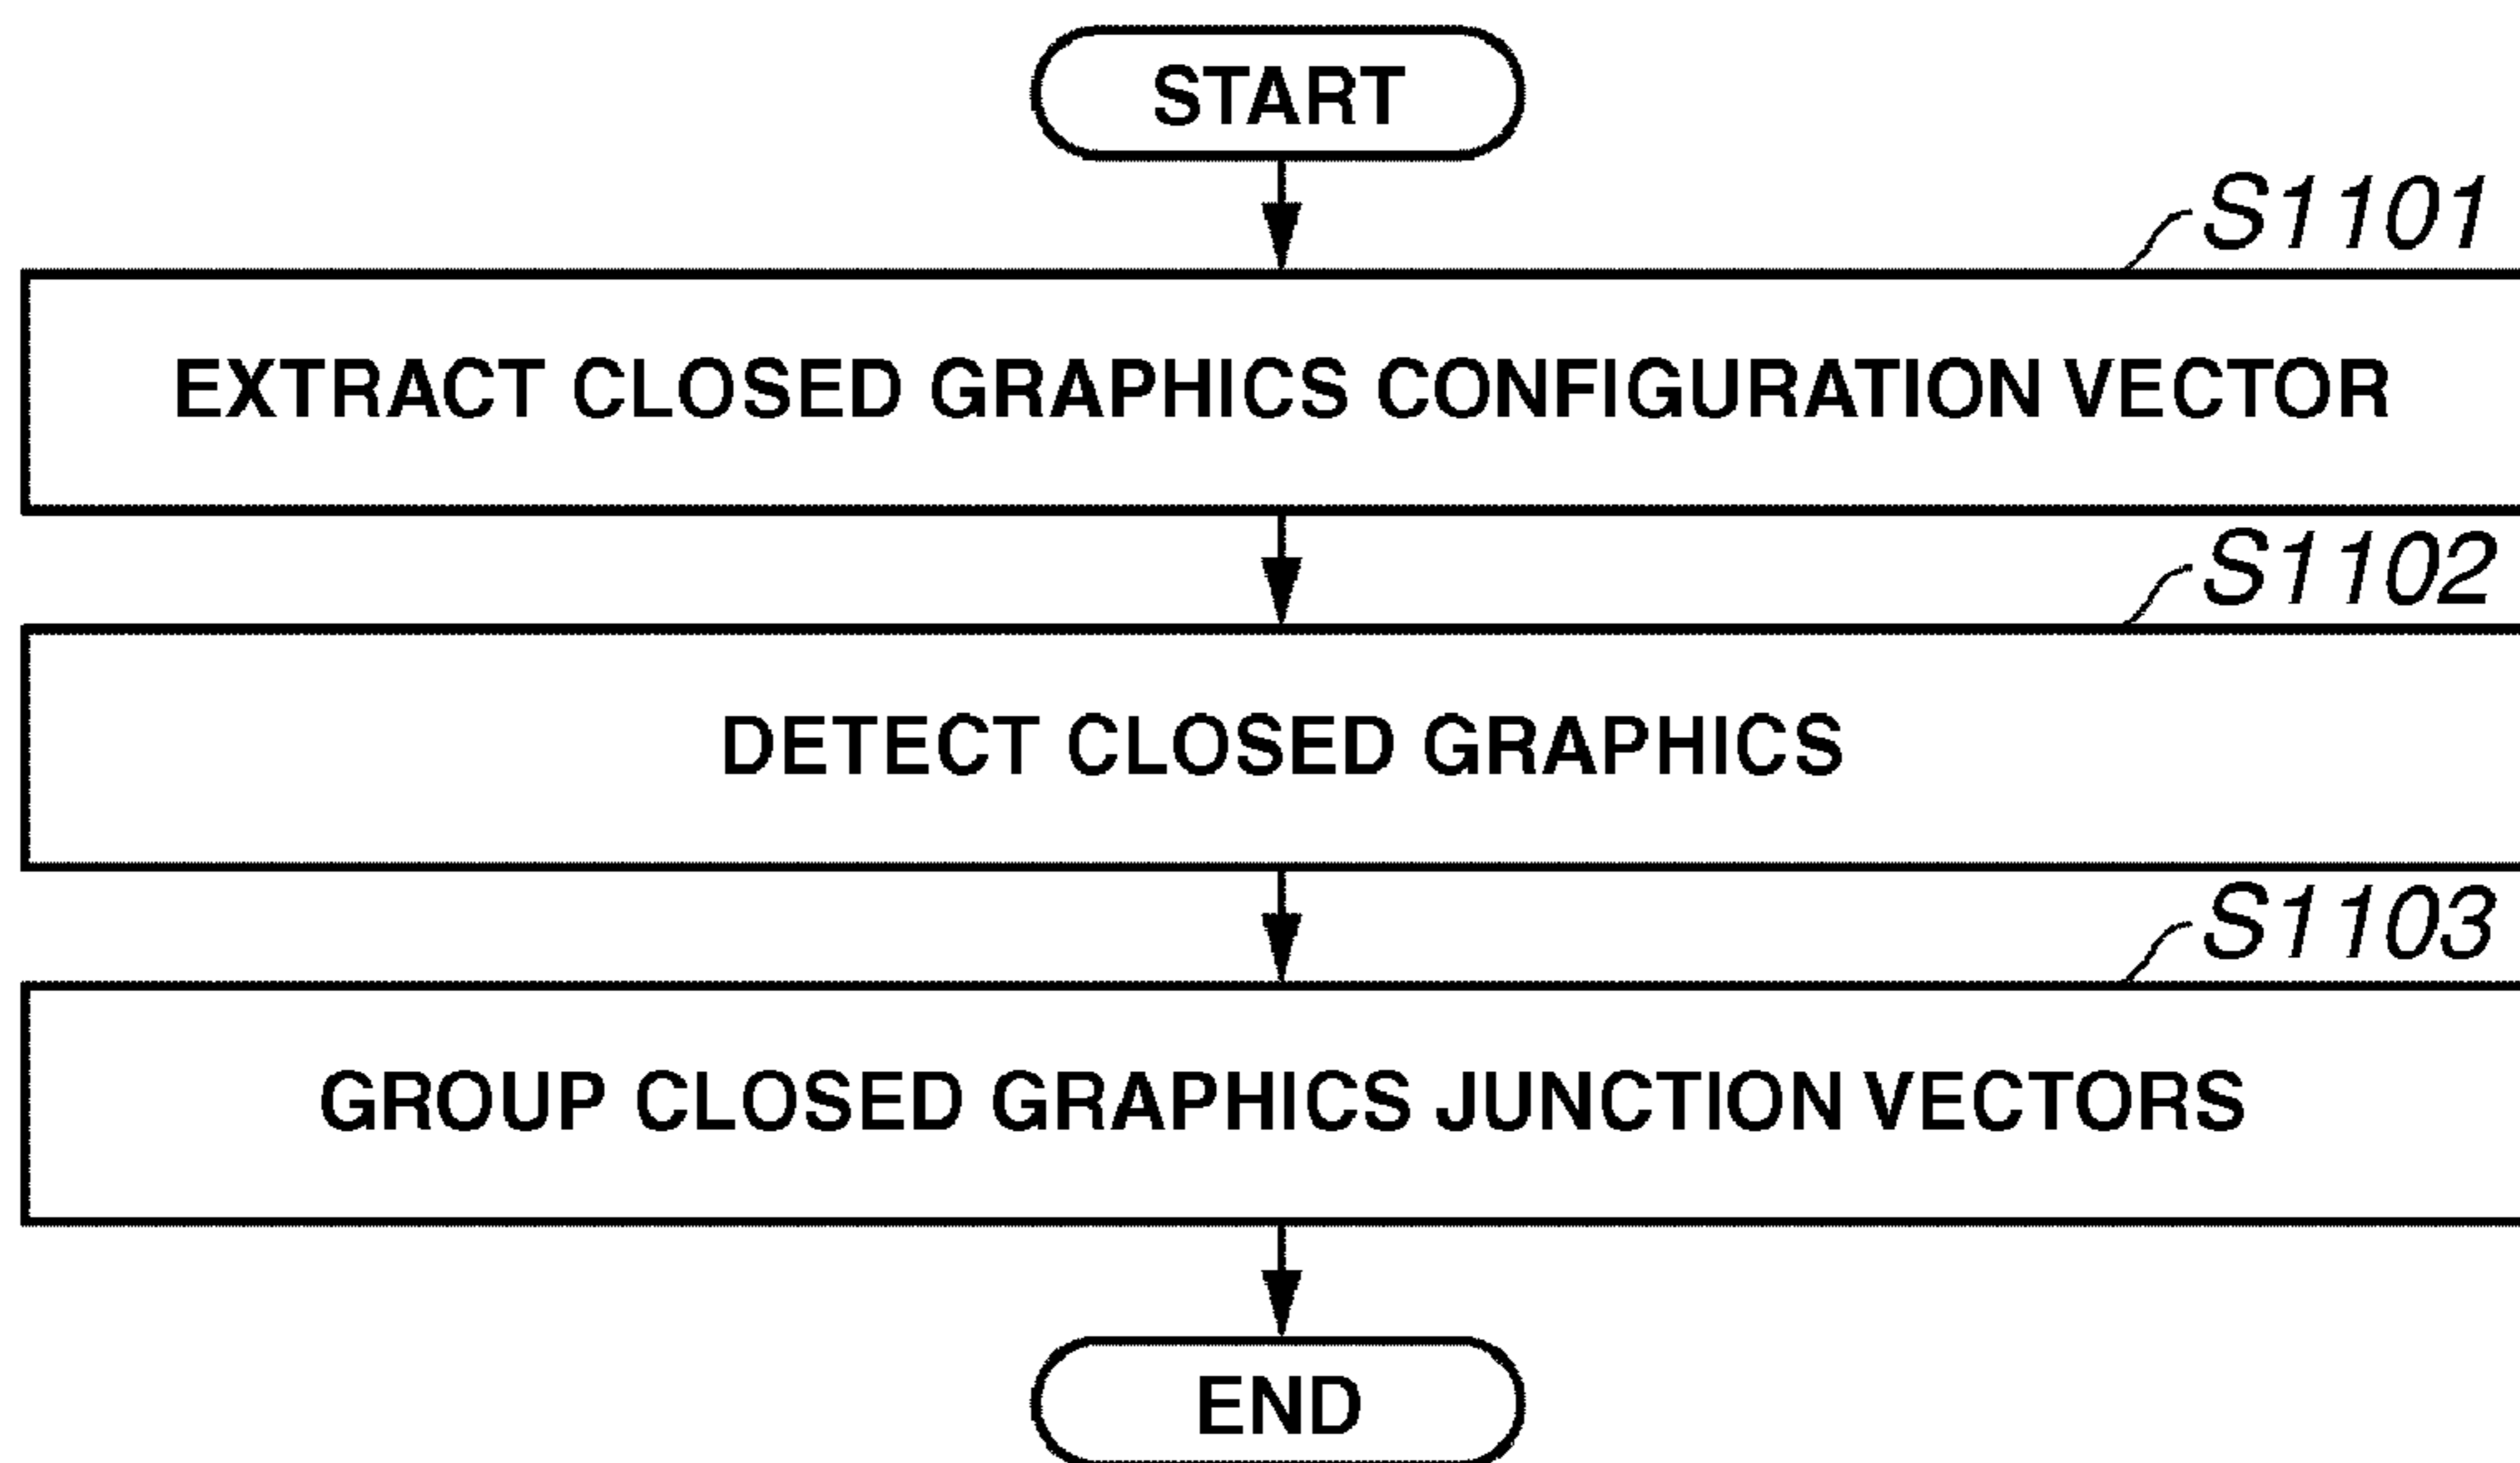 START
S1101
EXTRACT CLOSED GRAPHICS CONFIGURATION VECTOR
S1102
DETECT CLOSED GRAPHICS
S1103
GROUP CLOSED GRAPHICS JUNCTION VECTORS
END